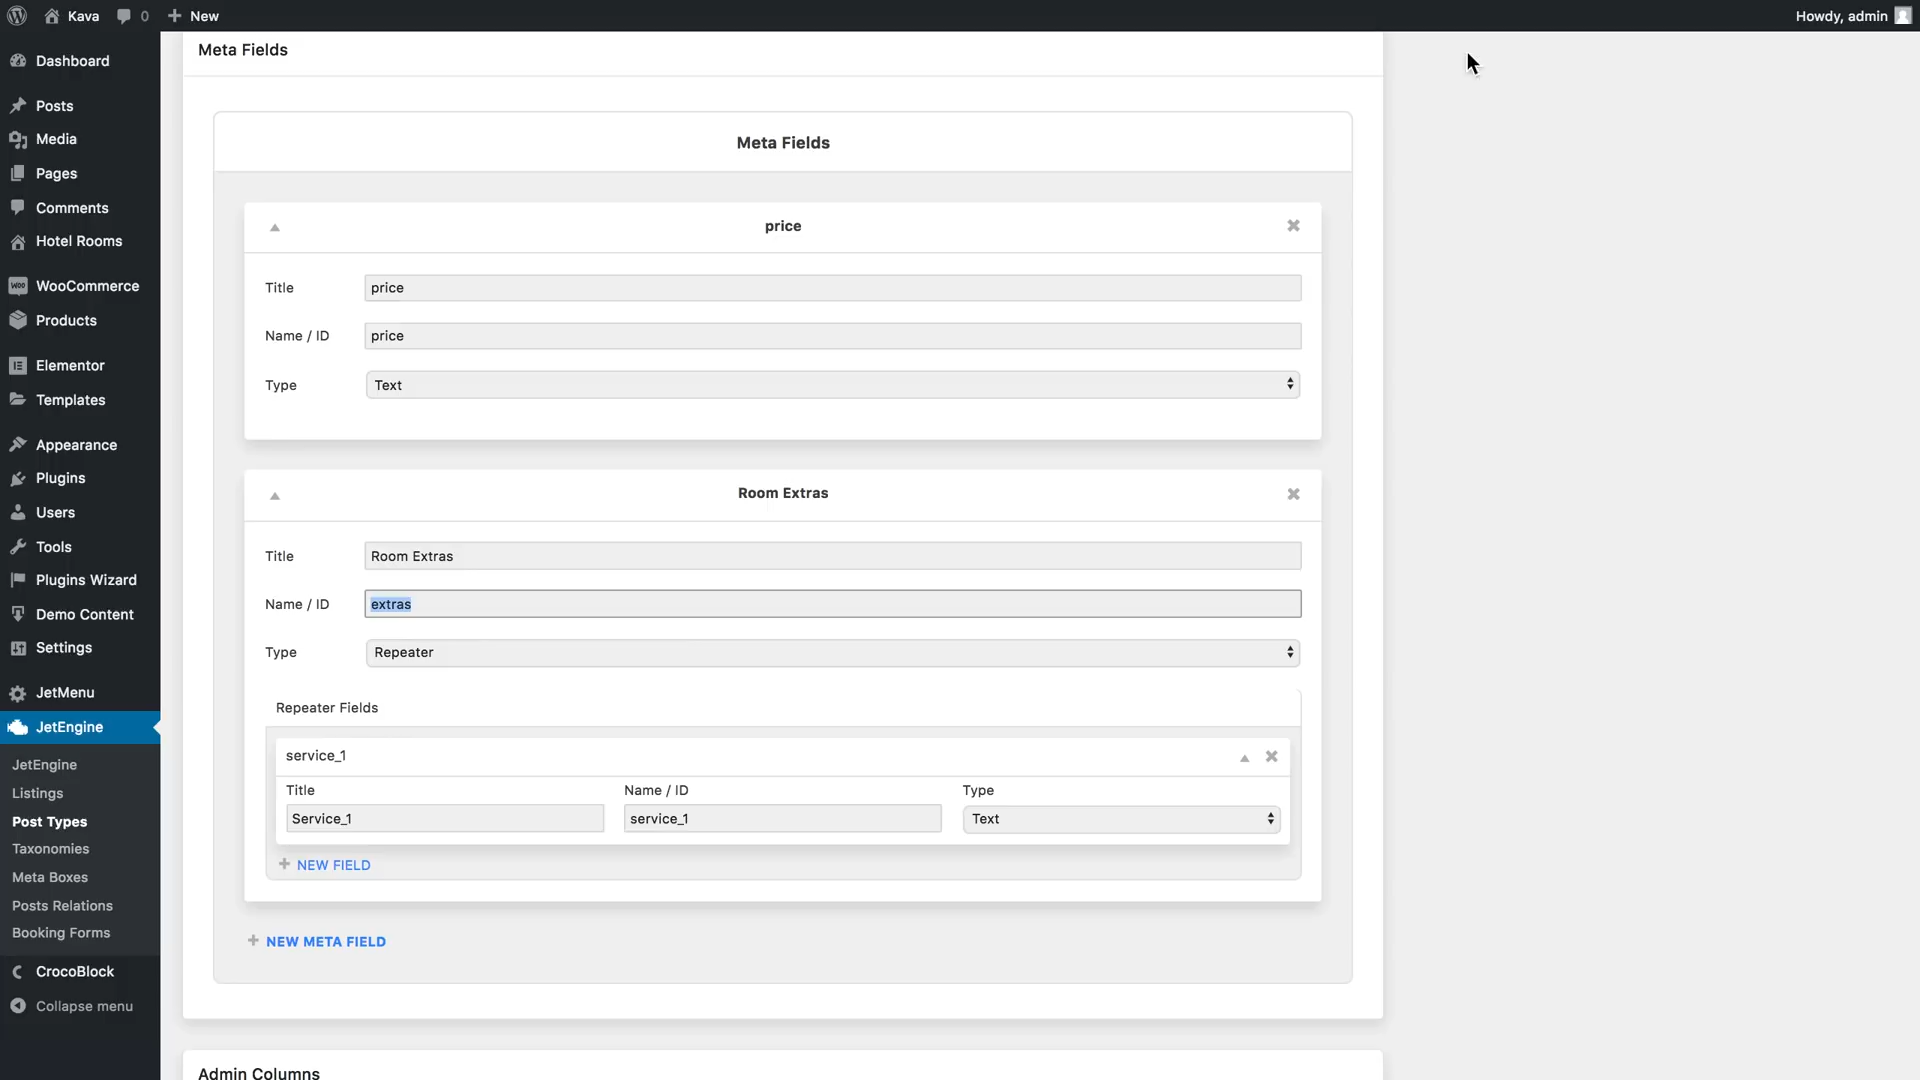 Kava
0
New
Howdy, admin
Dashboard
Posts
Media
Pages
Comments
Hotel Rooms
WooCommerce
Products
Elementor
Templates
Appearance
Plugins
Users
Tools
Plugins Wizard
Demo Content
Settings
JetMenu
JetEngine
JetEngine
Listings
Post Types
Taxonomies
Meta Boxes
Posts Relations
Booking Forms
CrocoBlock
Collapse menu
Meta Fields
Meta Fields
price
Title
price
Name / ID
price
Type
Text
Room Extras
Title
Room Extras
Name / ID
extras
Type
Repeater
Repeater Fields
service_1
Title
Name / ID
Type
Service_1
service_1
Text
NEW FIELD
NEW META FIELD
Admin Columns